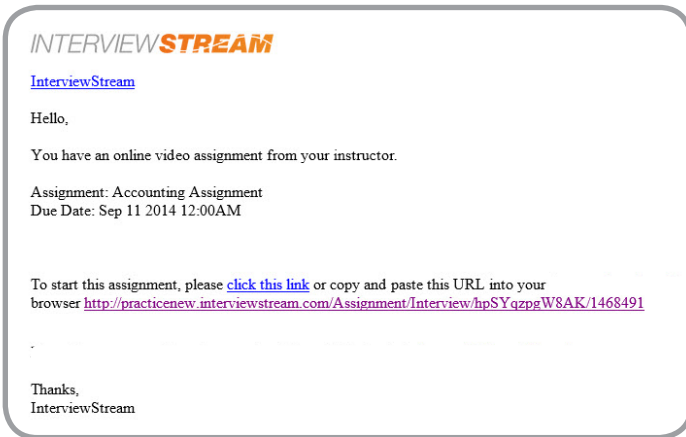 INTERVIEWSTREAM
InterviewStream
Hello,
You have an online video assignment from your instructor.
Assignment: Accounting Assignment
Due Date: Sep 11 2014 12:00AM
To start this assignment, please click this link or copy and paste this URL into your
browser http://practicenew.interviewstream.com/Assignment/Interview/hpSYqzpgW8AK/1468491
Thanks,
InterviewStream